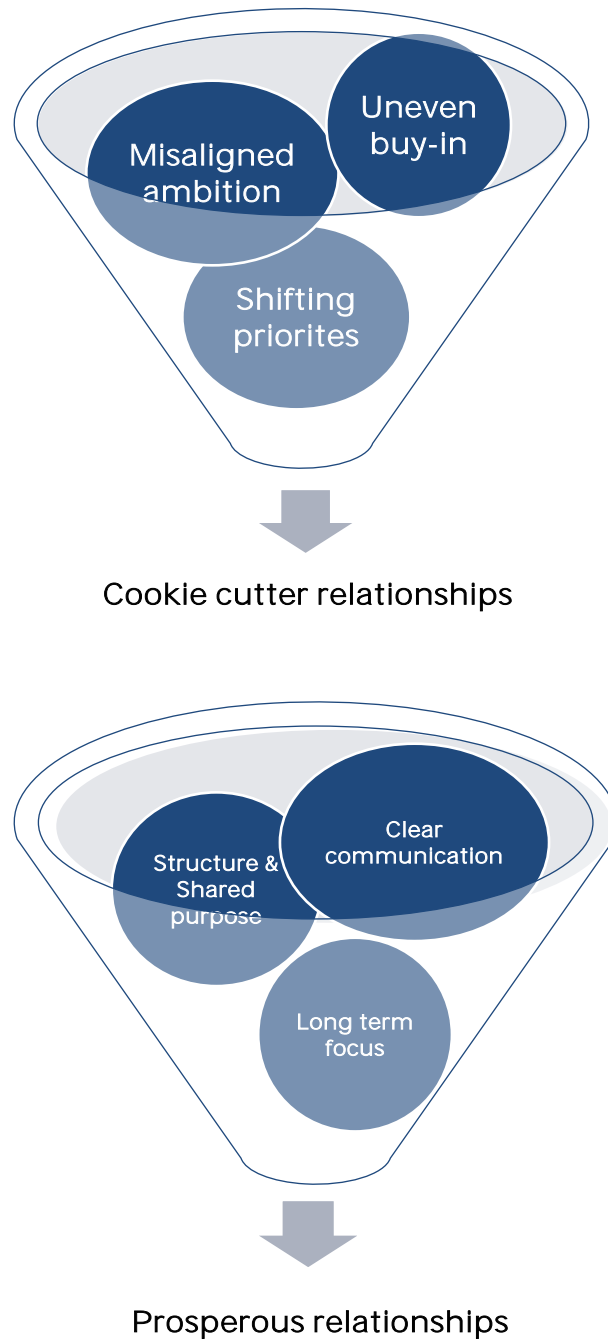 Uneven
buy-in
Misaligned
ambition
Shifting
priorites
Cookie cutter relationships
Clear
communication
Structure &
Shared
purpose
Long term
focus
Prosperous relationships